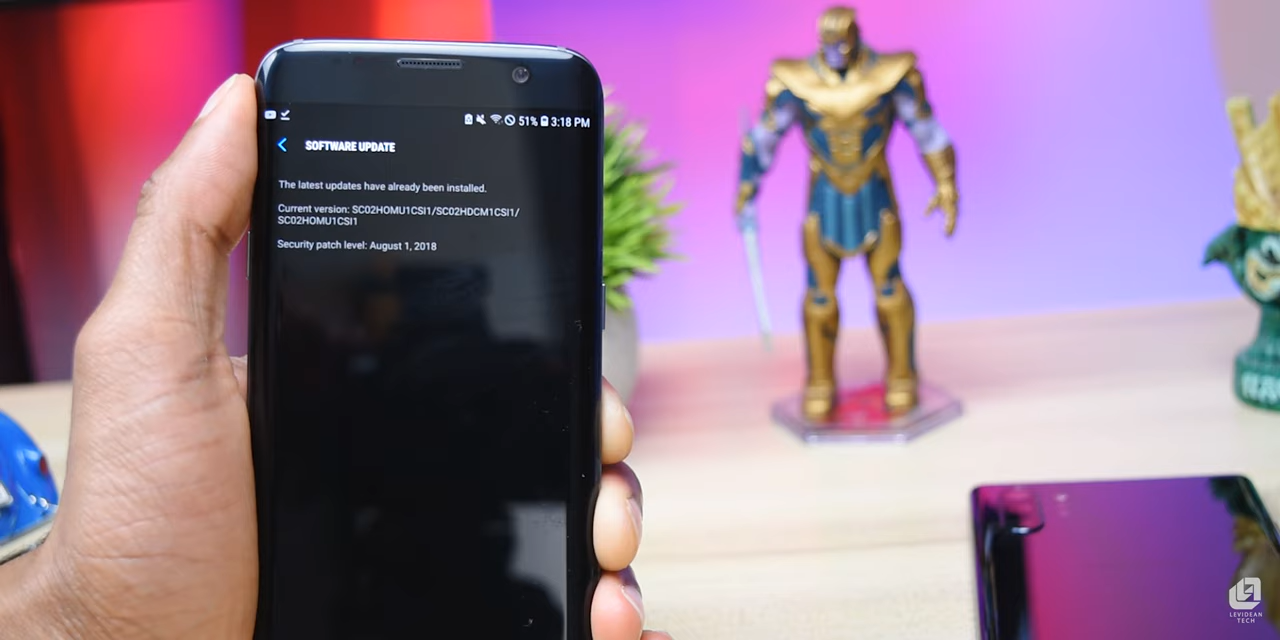 51% 3:18 PM
SOFTWARE UPDATE
The latest updates have already been installed.
Current version: SC02HOMU1CSI1/SC02HDCM1CSI1/
SC02HOMU1CSI1
Security patch level: August 1, 2018
LEVIDEAN
TECH